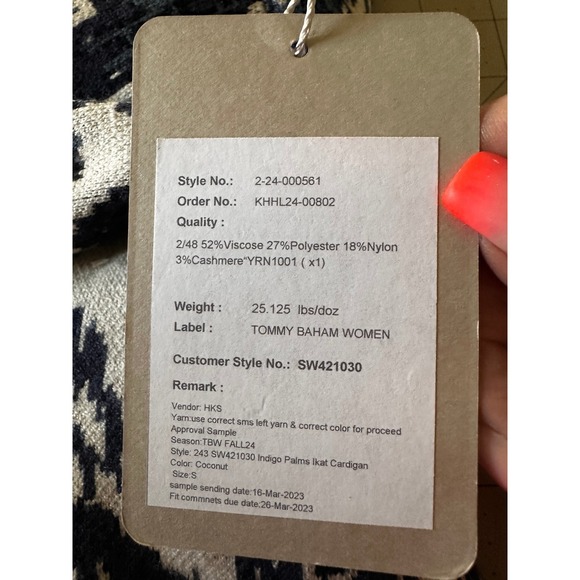 Style No.: 2-24-000561
Order No.: KHHL24-00802
Quality :
2/48 52%Viscose 27%Polyester 18%Nylon
3%Cashmere"YRN1001 ( x1)
Weight : 25.125 lbs/doz
Label : TOMMY BAHAM WOMEN
Customer Style No.: SW421030
Remark :
Vendor: HKS
Yarn:use correct sms left yarn & correct color for proceed
Approval Sample
Season:TBW FALL24
Style: 243 SW421030 Indigo Palms Ikat Cardigan
Color: Coconut
Size:S
sample sending date:16-Mar-2023
Fit commnets due date:26-Mar-2023